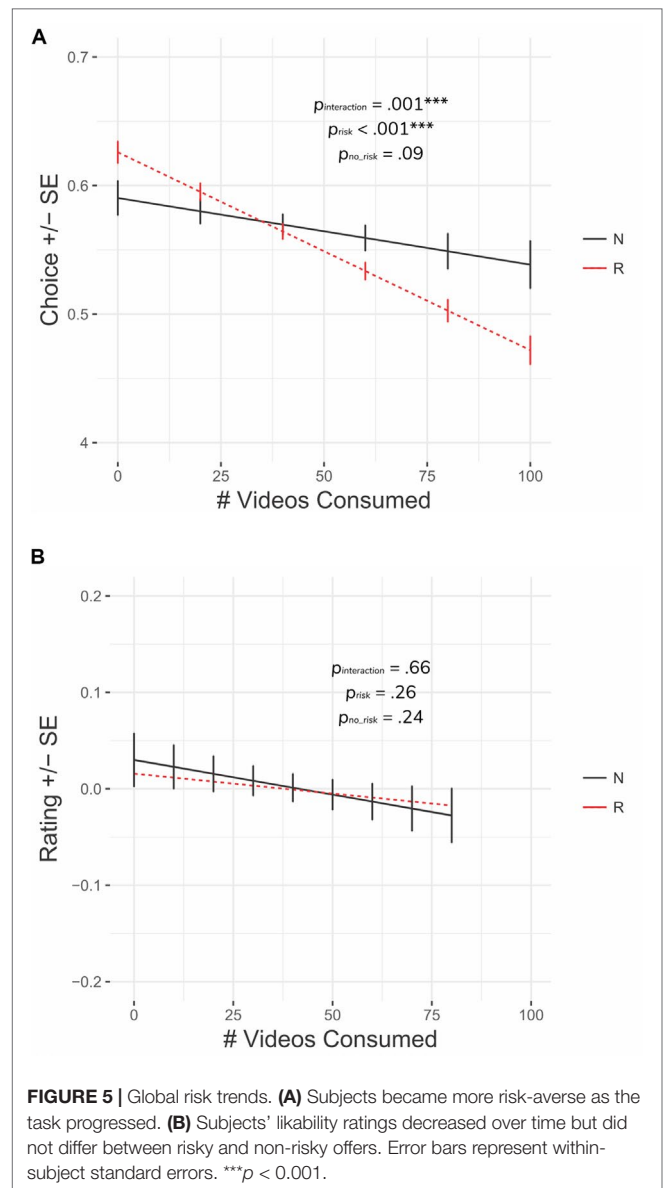 A
0.7
0.6
0.5
4
Choice +/− SE
pinteraction = .001***
prisk < .001***
pno_risk = .09
N
R
0 25 50 75 100
# Videos Consumed
B
0.2
0.1
0.0
−0.1
−0.2
Rating +/− SE
pinteraction = .66
prisk = .26
pno_risk = .24
N
R
0 25 50 75 100
# Videos Consumed
FIGURE 5 | Global risk trends. (A) Subjects became more risk-averse as the
task progressed. (B) Subjects’ likability ratings decreased over time but did
not differ between risky and non-risky offers. Error bars represent within-
subject standard errors. ***p < 0.001.